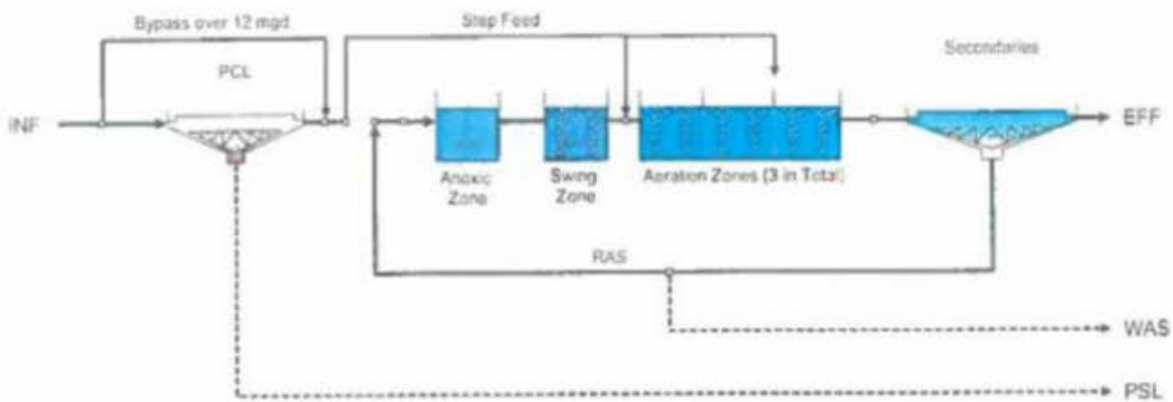 Bypass over 12 mgd
Step Feed
Secondaries
PCL
INF
EFF
Anoxic
Zone
Swing
Zone
Aeration Zones (3 in Total)
RAS
WAS
PSL